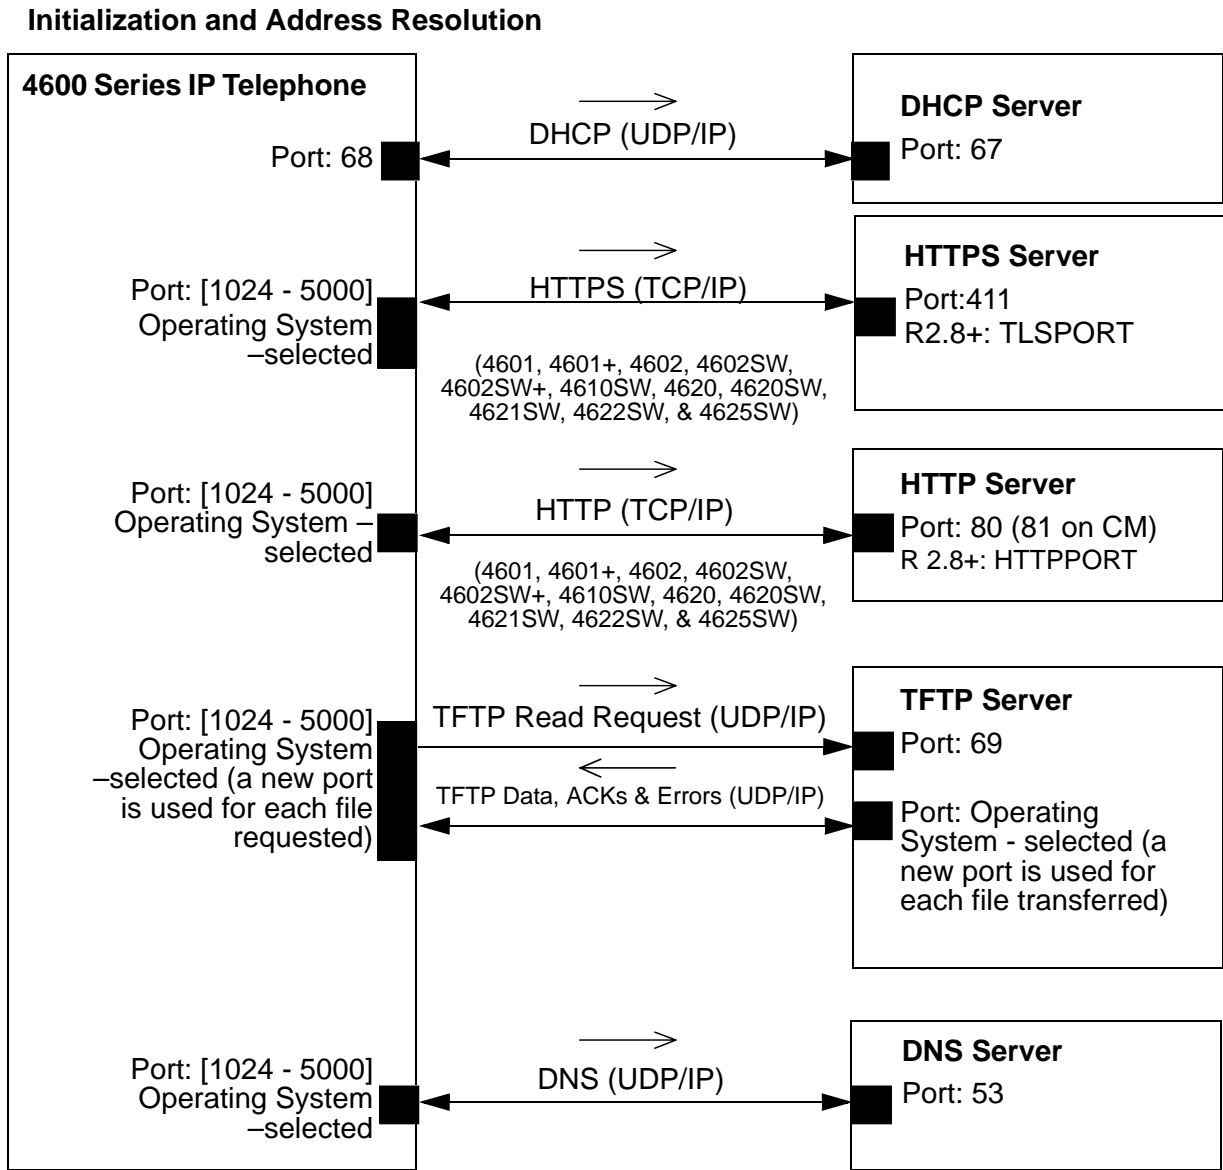 Initialization and Address Resolution
4600 Series IP Telephone
Port: 68
DHCP (UDP/IP)
DHCP Server
Port: 67
Port: [1024 - 5000]
Operating System
–selected
HTTPS (TCP/IP)
(4601, 4601+, 4602, 4602SW,
4602SW+, 4610SW, 4620, 4620SW,
4621SW, 4622SW, & 4625SW)
HTTPS Server
Port:411
R2.8+: TLSPORT
Port: [1024 - 5000]
Operating System –
selected
HTTP (TCP/IP)
(4601, 4601+, 4602, 4602SW,
4602SW+, 4610SW, 4620, 4620SW,
4621SW, 4622SW, & 4625SW)
HTTP Server
Port: 80 (81 on CM)
R 2.8+: HTTPPORT
Port: [1024 - 5000]
Operating System
–selected (a new port
is used for each file
requested)
TFTP Read Request (UDP/IP)
TFTP Data, ACKs & Errors (UDP/IP)
TFTP Server
Port: 69
Port: Operating
System - selected (a
new port is used for
each file transferred)
Port: [1024 - 5000]
Operating System
–selected
DNS (UDP/IP)
DNS Server
Port: 53